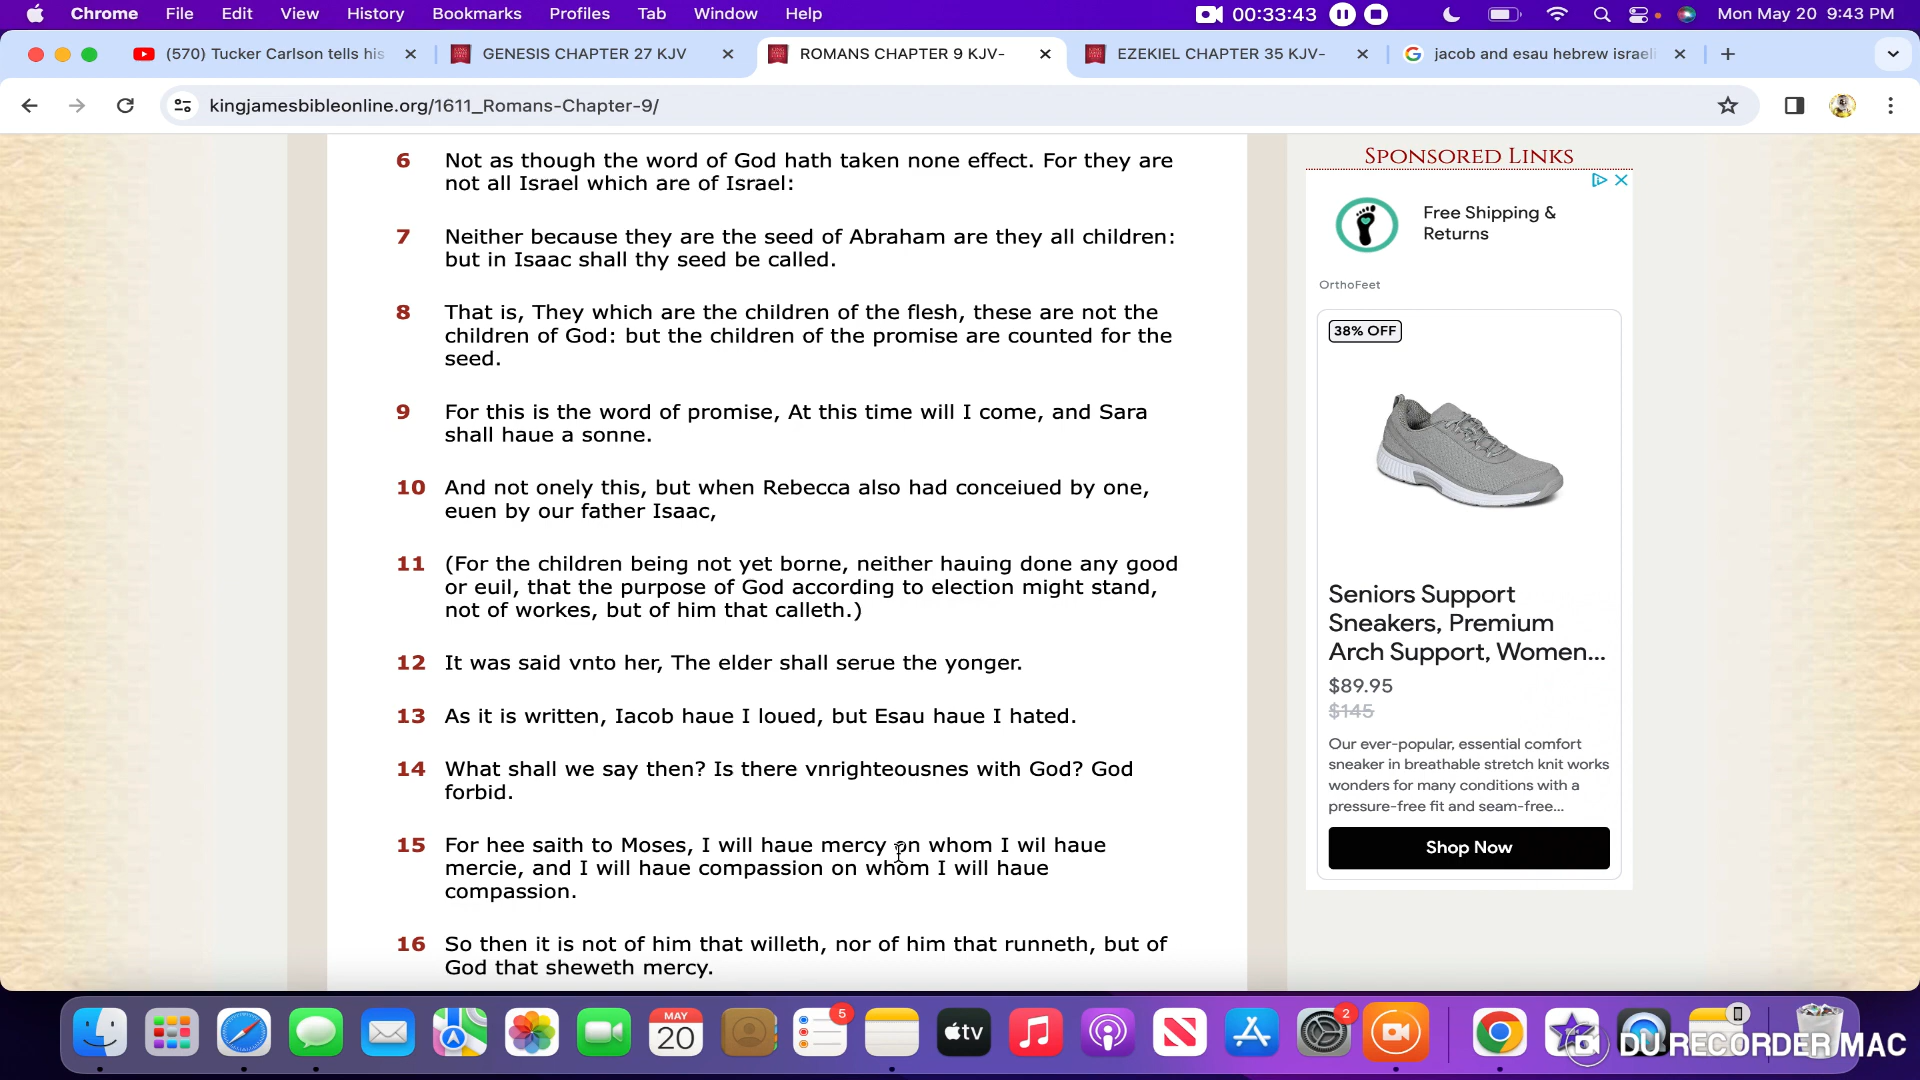 Chrome File Edit View History Bookmarks Profiles Tab Window Help 00:33:43 Mon May 20 9:43 PM
(570) Tucker Carlson tells his GENESIS CHAPTER 27 KJV ROMANS CHAPTER 9 KJV- EZEKIEL CHAPTER 35 KJV- jacob and esau hebrew israeli
kingjamesbibleonline.org/1611_Romans-Chapter-9/
6 Not as though the word of God hath taken none effect. For they are
not all Israel which are of Israel:
7 Neither because they are the seed of Abraham are they all children:
but in Isaac shall thy seed be called.
8 That is, They which are the children of the flesh, these are not the
children of God: but the children of the promise are counted for the
seed.
9 For this is the word of promise, At this time will I come, and Sara
shall haue a sonne.
10 And not onely this, but when Rebecca also had conceiued by one,
euen by our father Isaac,
11 (For the children being not yet borne, neither hauing done any good
or euil, that the purpose of God according to election might stand,
not of workes, but of him that calleth.)
12 It was said vnto her, The elder shall serue the yonger.
13 As it is written, Iacob haue I loued, but Esau haue I hated.
14 What shall we say then? Is there vnrighteousnes with God? God
forbid.
15 For hee saith to Moses, I will haue mercy on whom I wil haue
mercie, and I will haue compassion on whom I will haue
compassion.
16 So then it is not of him that willeth, nor of him that runneth, but of
God that sheweth mercy.
SPONSORED LINKS
Free Shipping &
Returns
OrthoFeet
38% OFF
Seniors Support
Sneakers, Premium
Arch Support, Women...
$89.95
$145
Our ever-popular, essential comfort
sneaker in breathable stretch knit works
wonders for many conditions with a
pressure-free fit and seam-free...
Shop Now
MAY
20
5
tv
2
DU RECORDER MAC